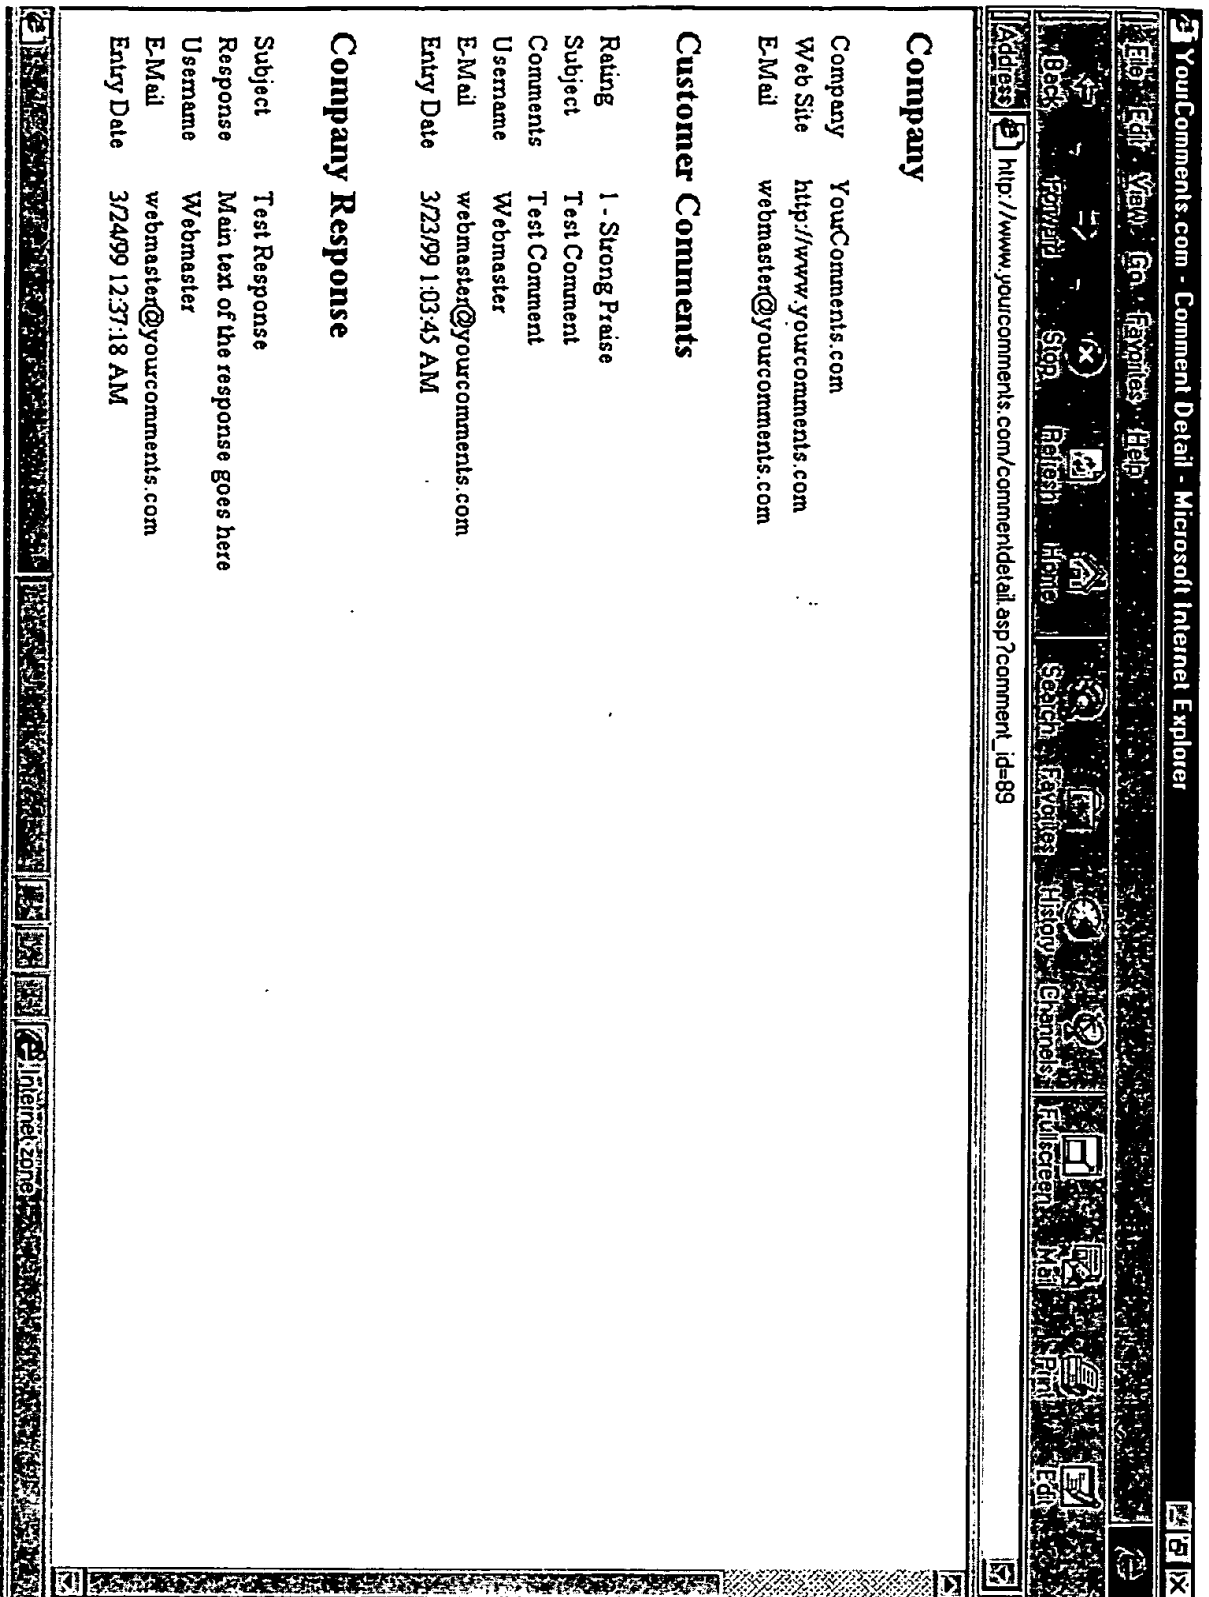 YourComments.com - Comment Detail - Microsoft Internet Explorer
File Edit View Go Favorites Help
Back Forward Stop Refresh Home Search Favorites History Channels Fullscreen Mail Print Edit
Address http://www.yourcomments.com/commentdetail.asp?comment_id=89
Company
Company YourComments.com
Web Site http://www.yourcomments.com
E-Mail webmaster@yourcomments.com
Customer Comments
Rating 1 - Strong Praise
Subject Test Comment
Comments Test Comment
Username Webmaster
E-Mail webmaster@yourcomments.com
Entry Date 3/23/99 1:03:45 AM
Company Response
Subject Test Response
Response Main text of the response goes here
Username Webmaster
E-Mail webmaster@yourcomments.com
Entry Date 3/24/99 12:37:18 AM
Internet zone